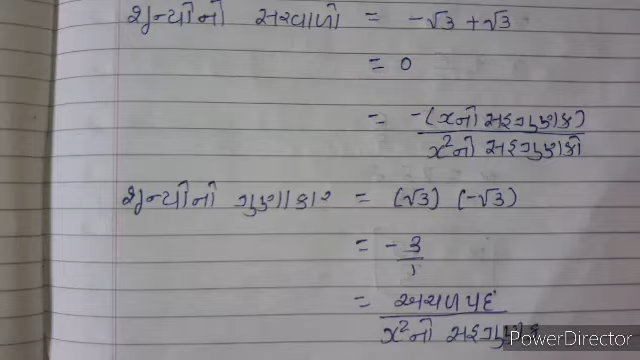 શૂન્યોનો સરવાળો = -√3 + √3
= 0
= -(xનો સહગુણક) / x²નો સહગુણક
શૂન્યોનો ગુણાકાર = (√3) (-√3)
= -3/1
= અચળપદ / x²નો સહગુણક
PowerDirector